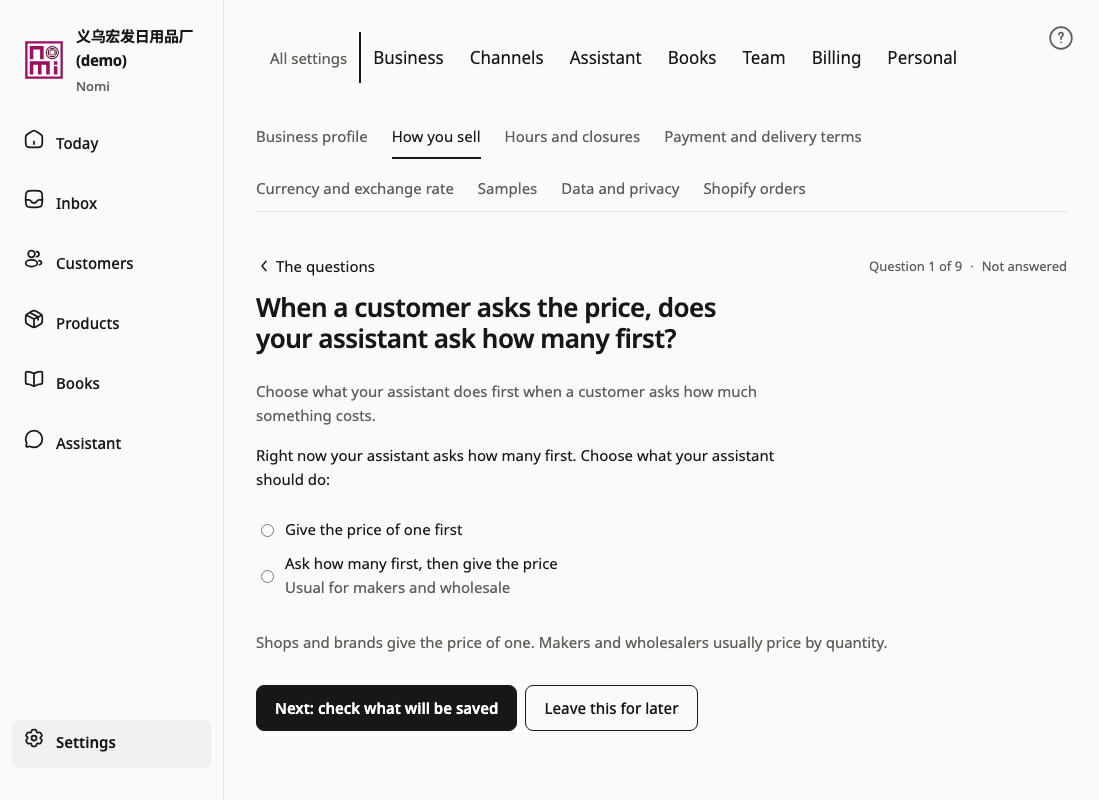 义乌宏发日用品厂
(demo)
Nomi
Today
Inbox
Customers
Products
Books
Assistant
Settings
All settings
Business
Channels
Assistant
Books
Team
Billing
Personal
Business profile
How you sell
Hours and closures
Payment and delivery terms
Currency and exchange rate
Samples
Data and privacy
Shopify orders
The questions
Question 1 of 9 · Not answered
When a customer asks the price, does
your assistant ask how many first?
Choose what your assistant does first when a customer asks how much
something costs.
Right now your assistant asks how many first. Choose what your assistant
should do:
Give the price of one first
Ask how many first, then give the price
Usual for makers and wholesale
Shops and brands give the price of one. Makers and wholesalers usually price by quantity.
Next: check what will be saved
Leave this for later